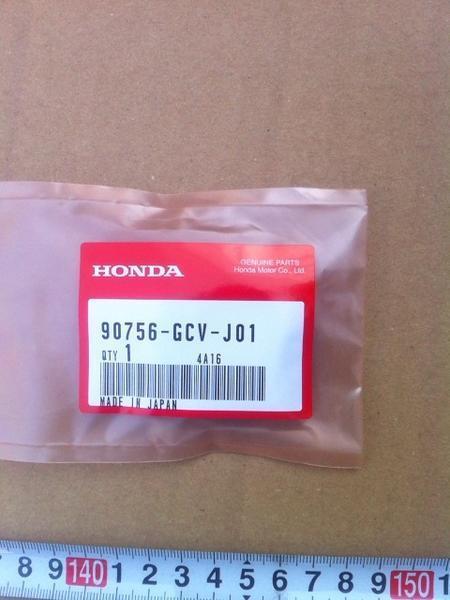 HONDA
GENUINE PARTS
Honda Motor Co., Ltd.
90756-GCV-J01
QTY 1 4A16
MADE IN JAPAN
7 8 9 140 1 2 3 4 5 6 7 8 9 150 1